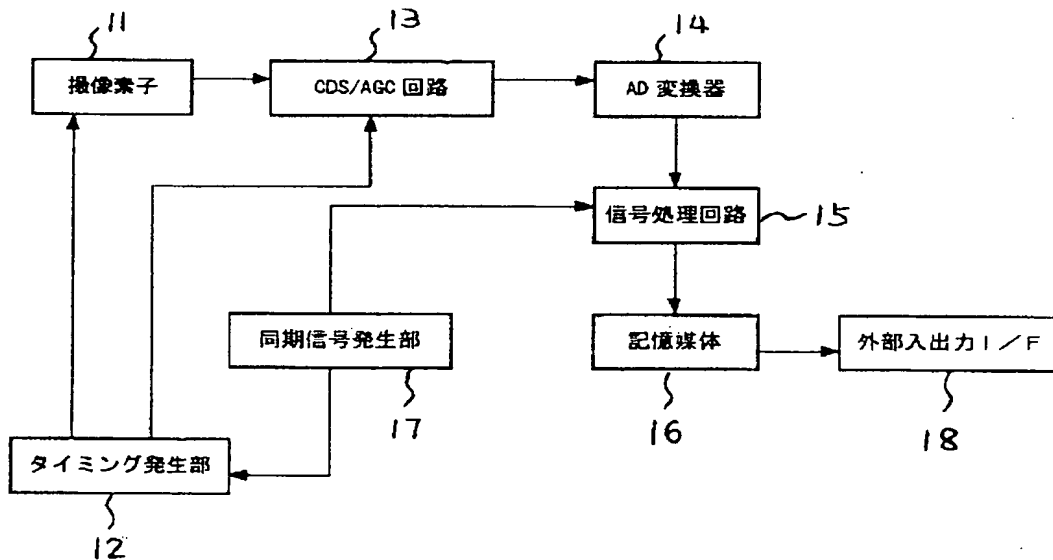 11
13
14
撮像素子
CDS/AGC 回路
AD 変換器
信号処理回路
15
同期信号発生部
記憶媒体
外部入出力I/F
17
16
18
タイミング発生部
12